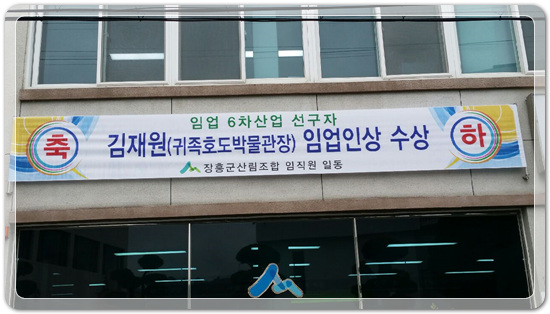 임업 6차산업 선구자
축 김재원(귀족호도박물관장) 임업인상 수상 하
장흥군산림조합 임직원 일동